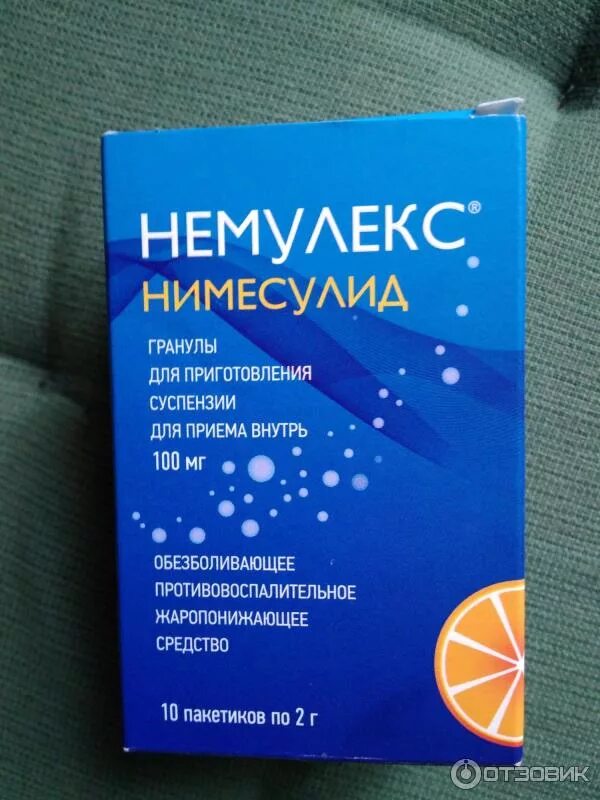 НЕМУЛЕКС®
НИМЕСУЛИД
ГРАНУЛЫ
ДЛЯ ПРИГОТОВЛЕНИЯ
СУСПЕНЗИИ
ДЛЯ ПРИЕМА ВНУТРЬ
100 мг
ОБЕЗБОЛИВАЮЩЕЕ
ПРОТИВОВОСПАЛИТЕЛЬНОЕ
ЖАРОПОНИЖАЮЩЕЕ
СРЕДСТВО
10 пакетиков по 2 г
ОТЗОВИК